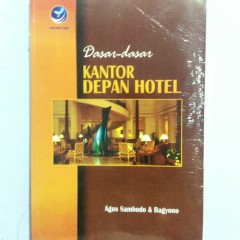 Dasar-dasar
KANTOR
DEPAN HOTEL
Agus Sambodo & Bagyono